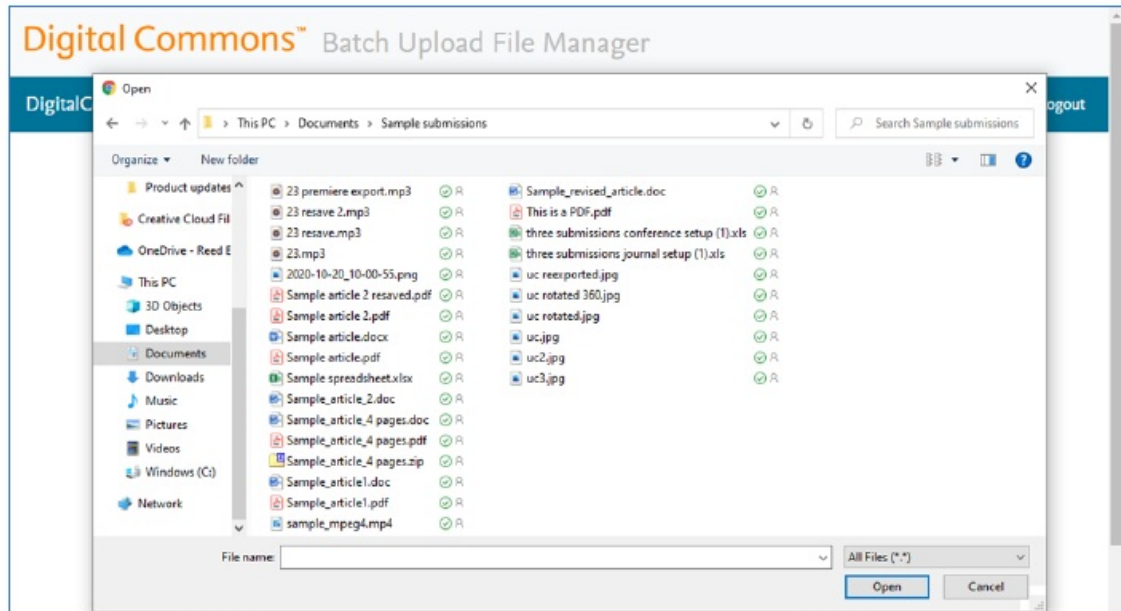 Digital Commons™ Batch Upload File Manager
DigitalC
ogout
Open
This PC > Documents > Sample submissions
Search Sample submissions
Organize
New folder
Product updates
Creative Cloud Fil
OneDrive - Reed E
This PC
3D Objects
Desktop
Documents
Downloads
Music
Pictures
Videos
Windows (C:)
Network
23 premiere export.mp3
23 resave 2.mp3
23 resave.mp3
23.mp3
2020-10-20_10-00-55.png
Sample article 2 resaved.pdf
Sample article 2.pdf
Sample article.docx
Sample article.pdf
Sample spreadsheet.xlsx
Sample_article_2.doc
Sample_article_4 pages.doc
Sample_article_4 pages.pdf
Sample_article_4 pages.zip
Sample_article1.doc
Sample_article1.pdf
sample_mpeg4.mp4
Sample_revised_article.doc
This is a PDF.pdf
three submissions conference setup (1).xls
three submissions journal setup (1).xls
uc reexported.jpg
uc rotated 360.jpg
uc rotated.jpg
uc.jpg
uc2.jpg
uc3.jpg
File name:
All Files (*.*)
Open
Cancel